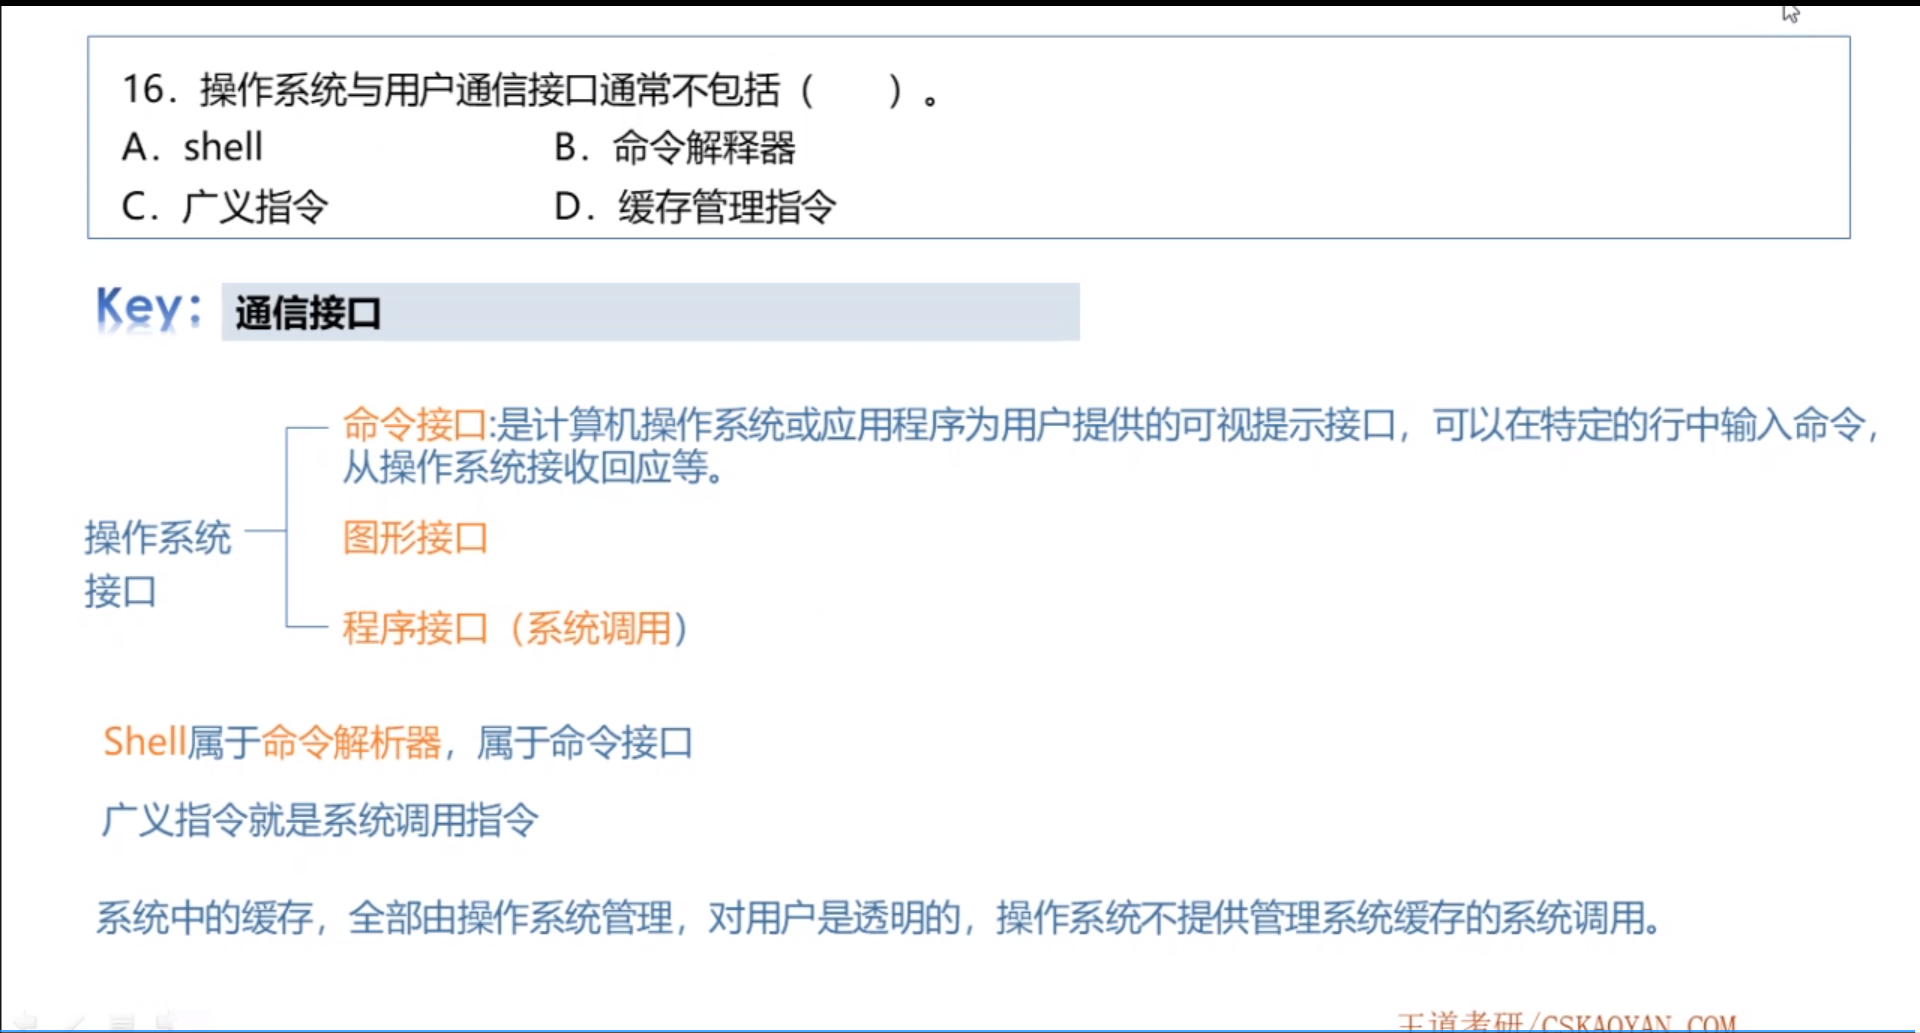 16. 操作系统与用户通信接口通常不包括（　　）。
A. shell　　B. 命令解释器
C. 广义指令　　D. 缓存管理指令
Key: 通信接口
操作系统
接口
命令接口:是计算机操作系统或应用程序为用户提供的可视提示接口，可以在特定的行中输入命令，
从操作系统接收回应等。
图形接口
程序接口（系统调用）
Shell属于命令解析器，属于命令接口
广义指令就是系统调用指令
系统中的缓存，全部由操作系统管理，对用户是透明的，操作系统不提供管理系统缓存的系统调用。
王道考研/CSKAOYAN.COM